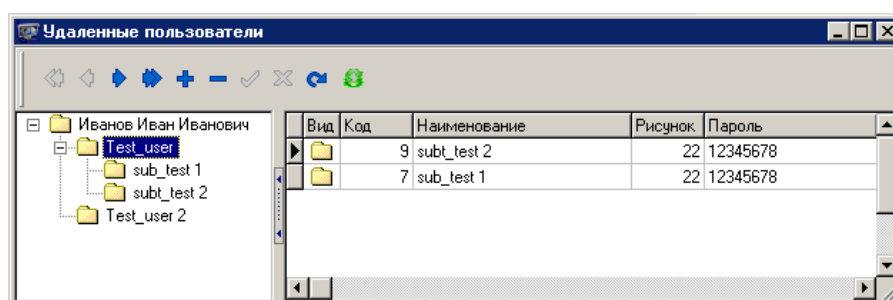 Удаленные пользователи
Иванов Иван Иванович
Test_user
sub_test 1
subt_test 2
Test_user 2
Вид Код Наименование Рисунок Пароль
9 subt_test 2 22 12345678
7 sub_test 1 22 12345678